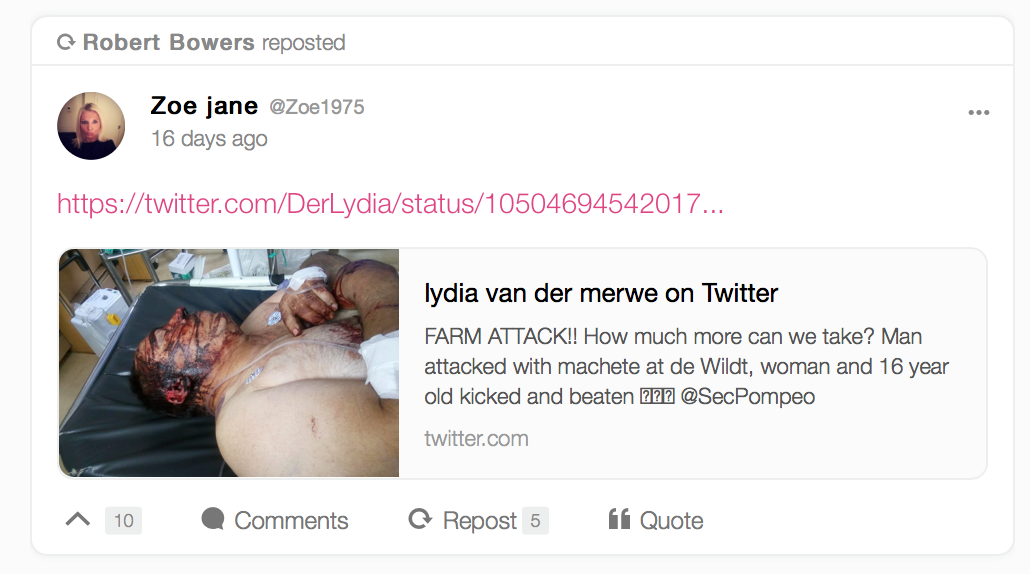 Robert Bowers reposted
Zoe jane @Zoe1975
16 days ago
https://twitter.com/DerLydia/status/10504694542017...
lydia van der merwe on Twitter
FARM ATTACK!! How much more can we take? Man
attacked with machete at de Wildt, woman and 16 year
old kicked and beaten @SecPompeo
twitter.com
10 Comments Repost 5 Quote